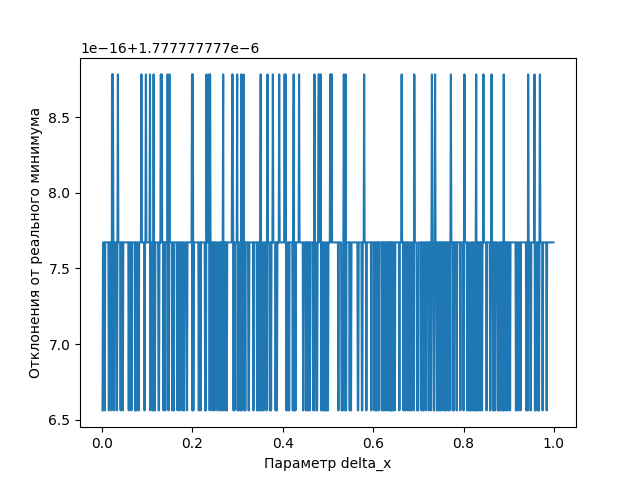 1e−16+1.777777777e−6
Отклонения от реального минимума
8.5
8.0
7.5
7.0
6.5
0.0 0.2 0.4 0.6 0.8 1.0
Параметр delta_x